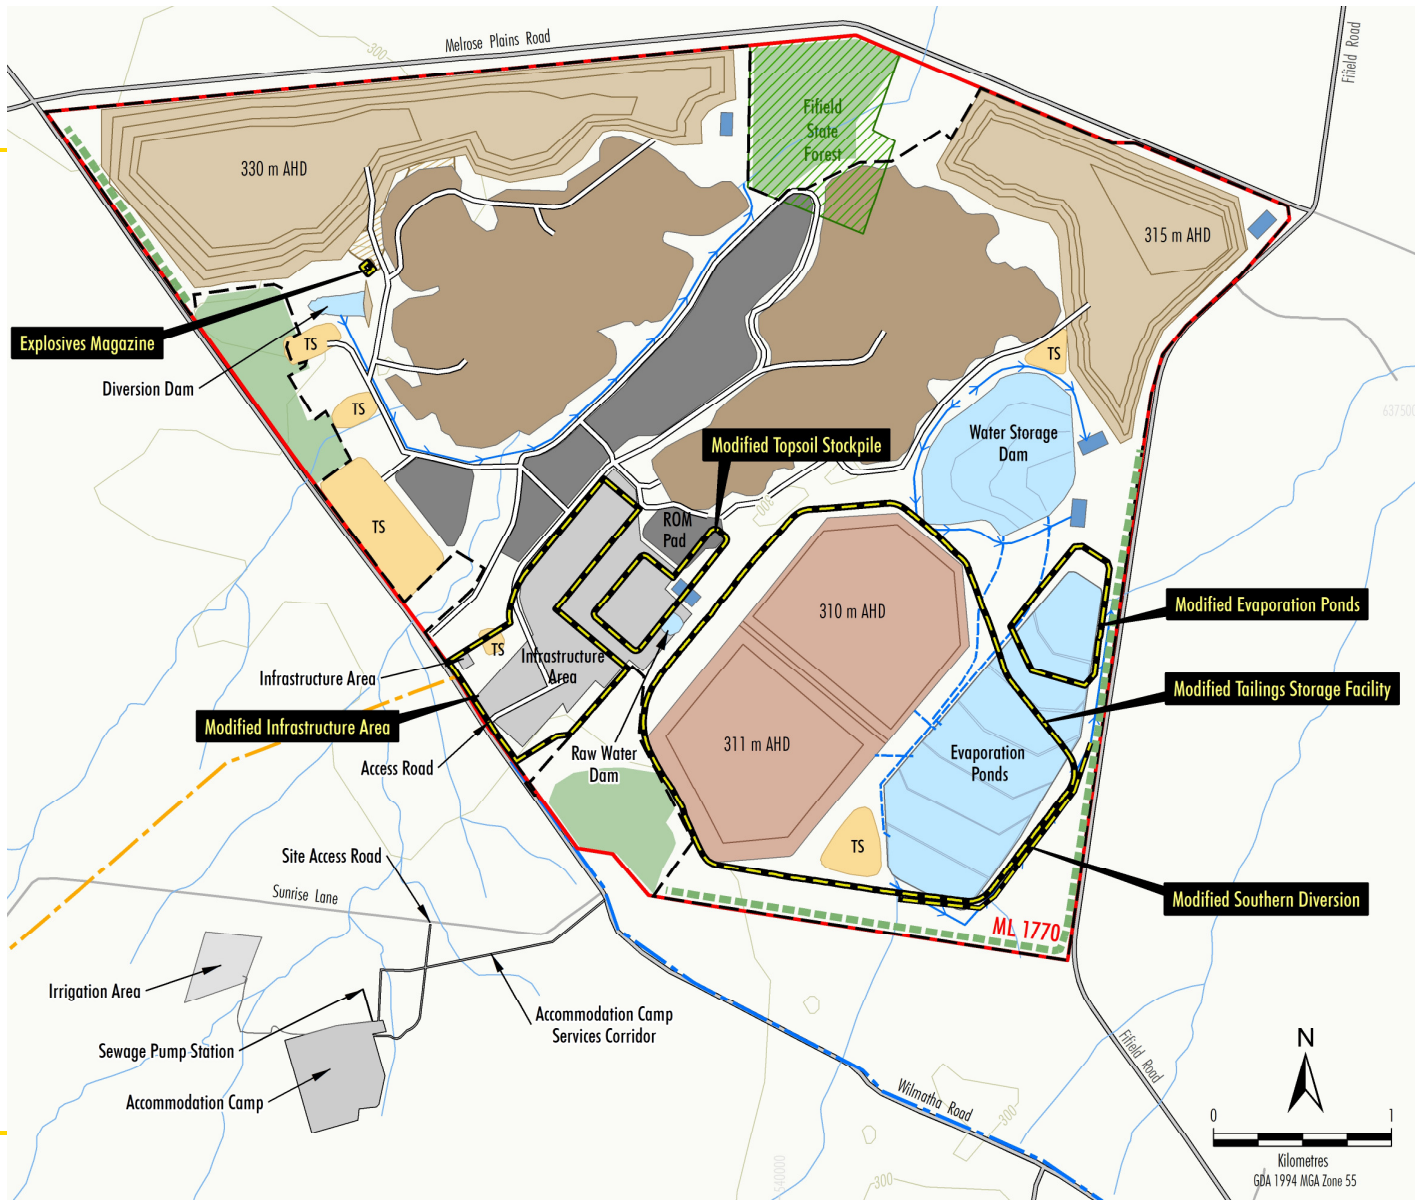 Melrose Plains Road
300
Fifield Road
Fifield
State
Forest
330 m AHD
315 m AHD
Explosives Magazine
TS
Diversion Dam
TS
TS
637500
Water Storage
Dam
Modified Topsoil Stockpile
300
TS
ROM
Pad
310 m AHD
Modified Evaporation Ponds
TS
Infrastructure
Area
Infrastructure Area
Modified Tailings Storage Facility
Modified Infrastructure Area
311 m AHD
Evaporation
Ponds
Access Road
Raw Water
Dam
TS
Site Access Road
Sunrise Lane
Modified Southern Diversion
ML 1770
Irrigation Area
Accommodation Camp
Services Corridor
Sewage Pump Station
Accommodation Camp
Fifield Road
Wilmatha Road
300
300
540000
N
0 1
Kilometres
GDA 1994 MGA Zone 55